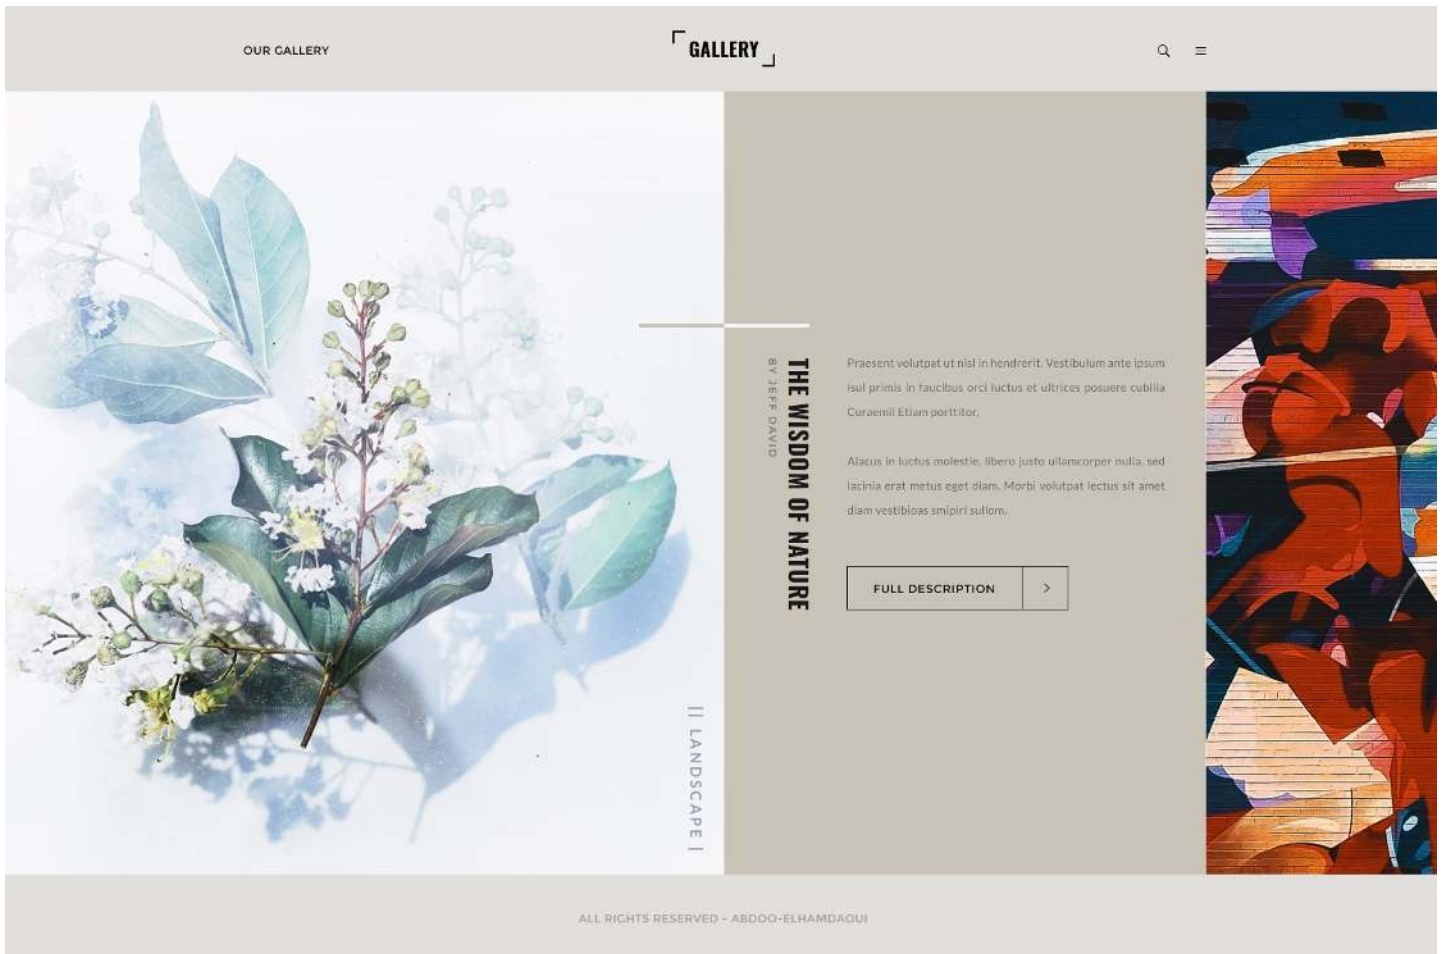 OUR GALLERY
GALLERY
THE WISDOM OF NATURE
BY JEFF DAVID
Praesent volutpat ut nisl in hendrerit. Vestibulum ante ipsum
isul primis in faucibus orci luctus et ultrices posuere cubilia
Curaemil Etiam porttitor,
Alacus in luctus molestie, libero justo ullamcorper nulla, sed
lacinia erat metus eget diam. Morbi volutpat lectus sit amet
diam vestibioas smipiri sullom.
FULL DESCRIPTION
|| LANDSCAPE |
ALL RIGHTS RESERVED - ABDOO-ELHAMDAOUI